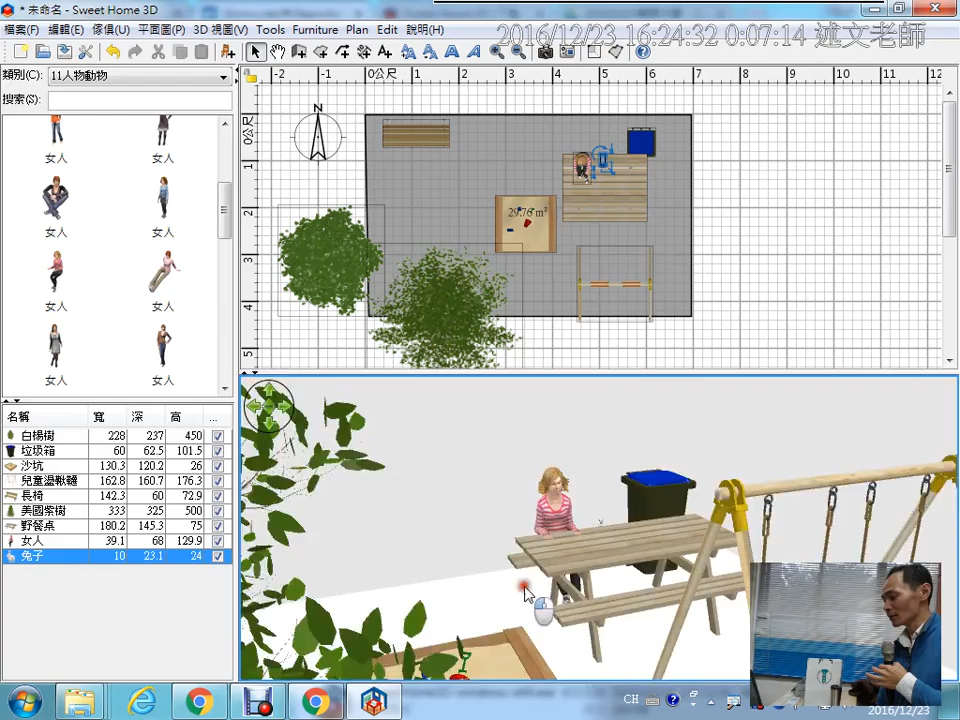 * 未命名 - Sweet Home 3D
檔案(F) 編輯(E) 傢俱(U) 平面圖(P) 3D 視圖(V) Tools Furniture Plan Edit 說明(H)
2016/12/23 16:24:32 0:07:14 述文老師
類別(C): 11人物動物
搜索(S):
女人 女人
女人 女人
女人 女人
女人 女人
-2 -1 0公尺 1 2 3 4 5 6 7 8 9 10 11 12
0公尺
1
2
3
4
5
N
29.76 m²
名稱 寬 深 高 ...
白楊樹 228 237 450
垃圾箱 60 62.5 101.5
沙坑 130.3 120.2 26
兒童盪鞦韆 162.8 160.7 176.3
長椅 142.3 60 72.9
美國紫樹 333 325 500
野餐桌 180.2 145.3 75
女人 39.1 68 129.9
兔子 10 23.1 24
CH
2016/12/23